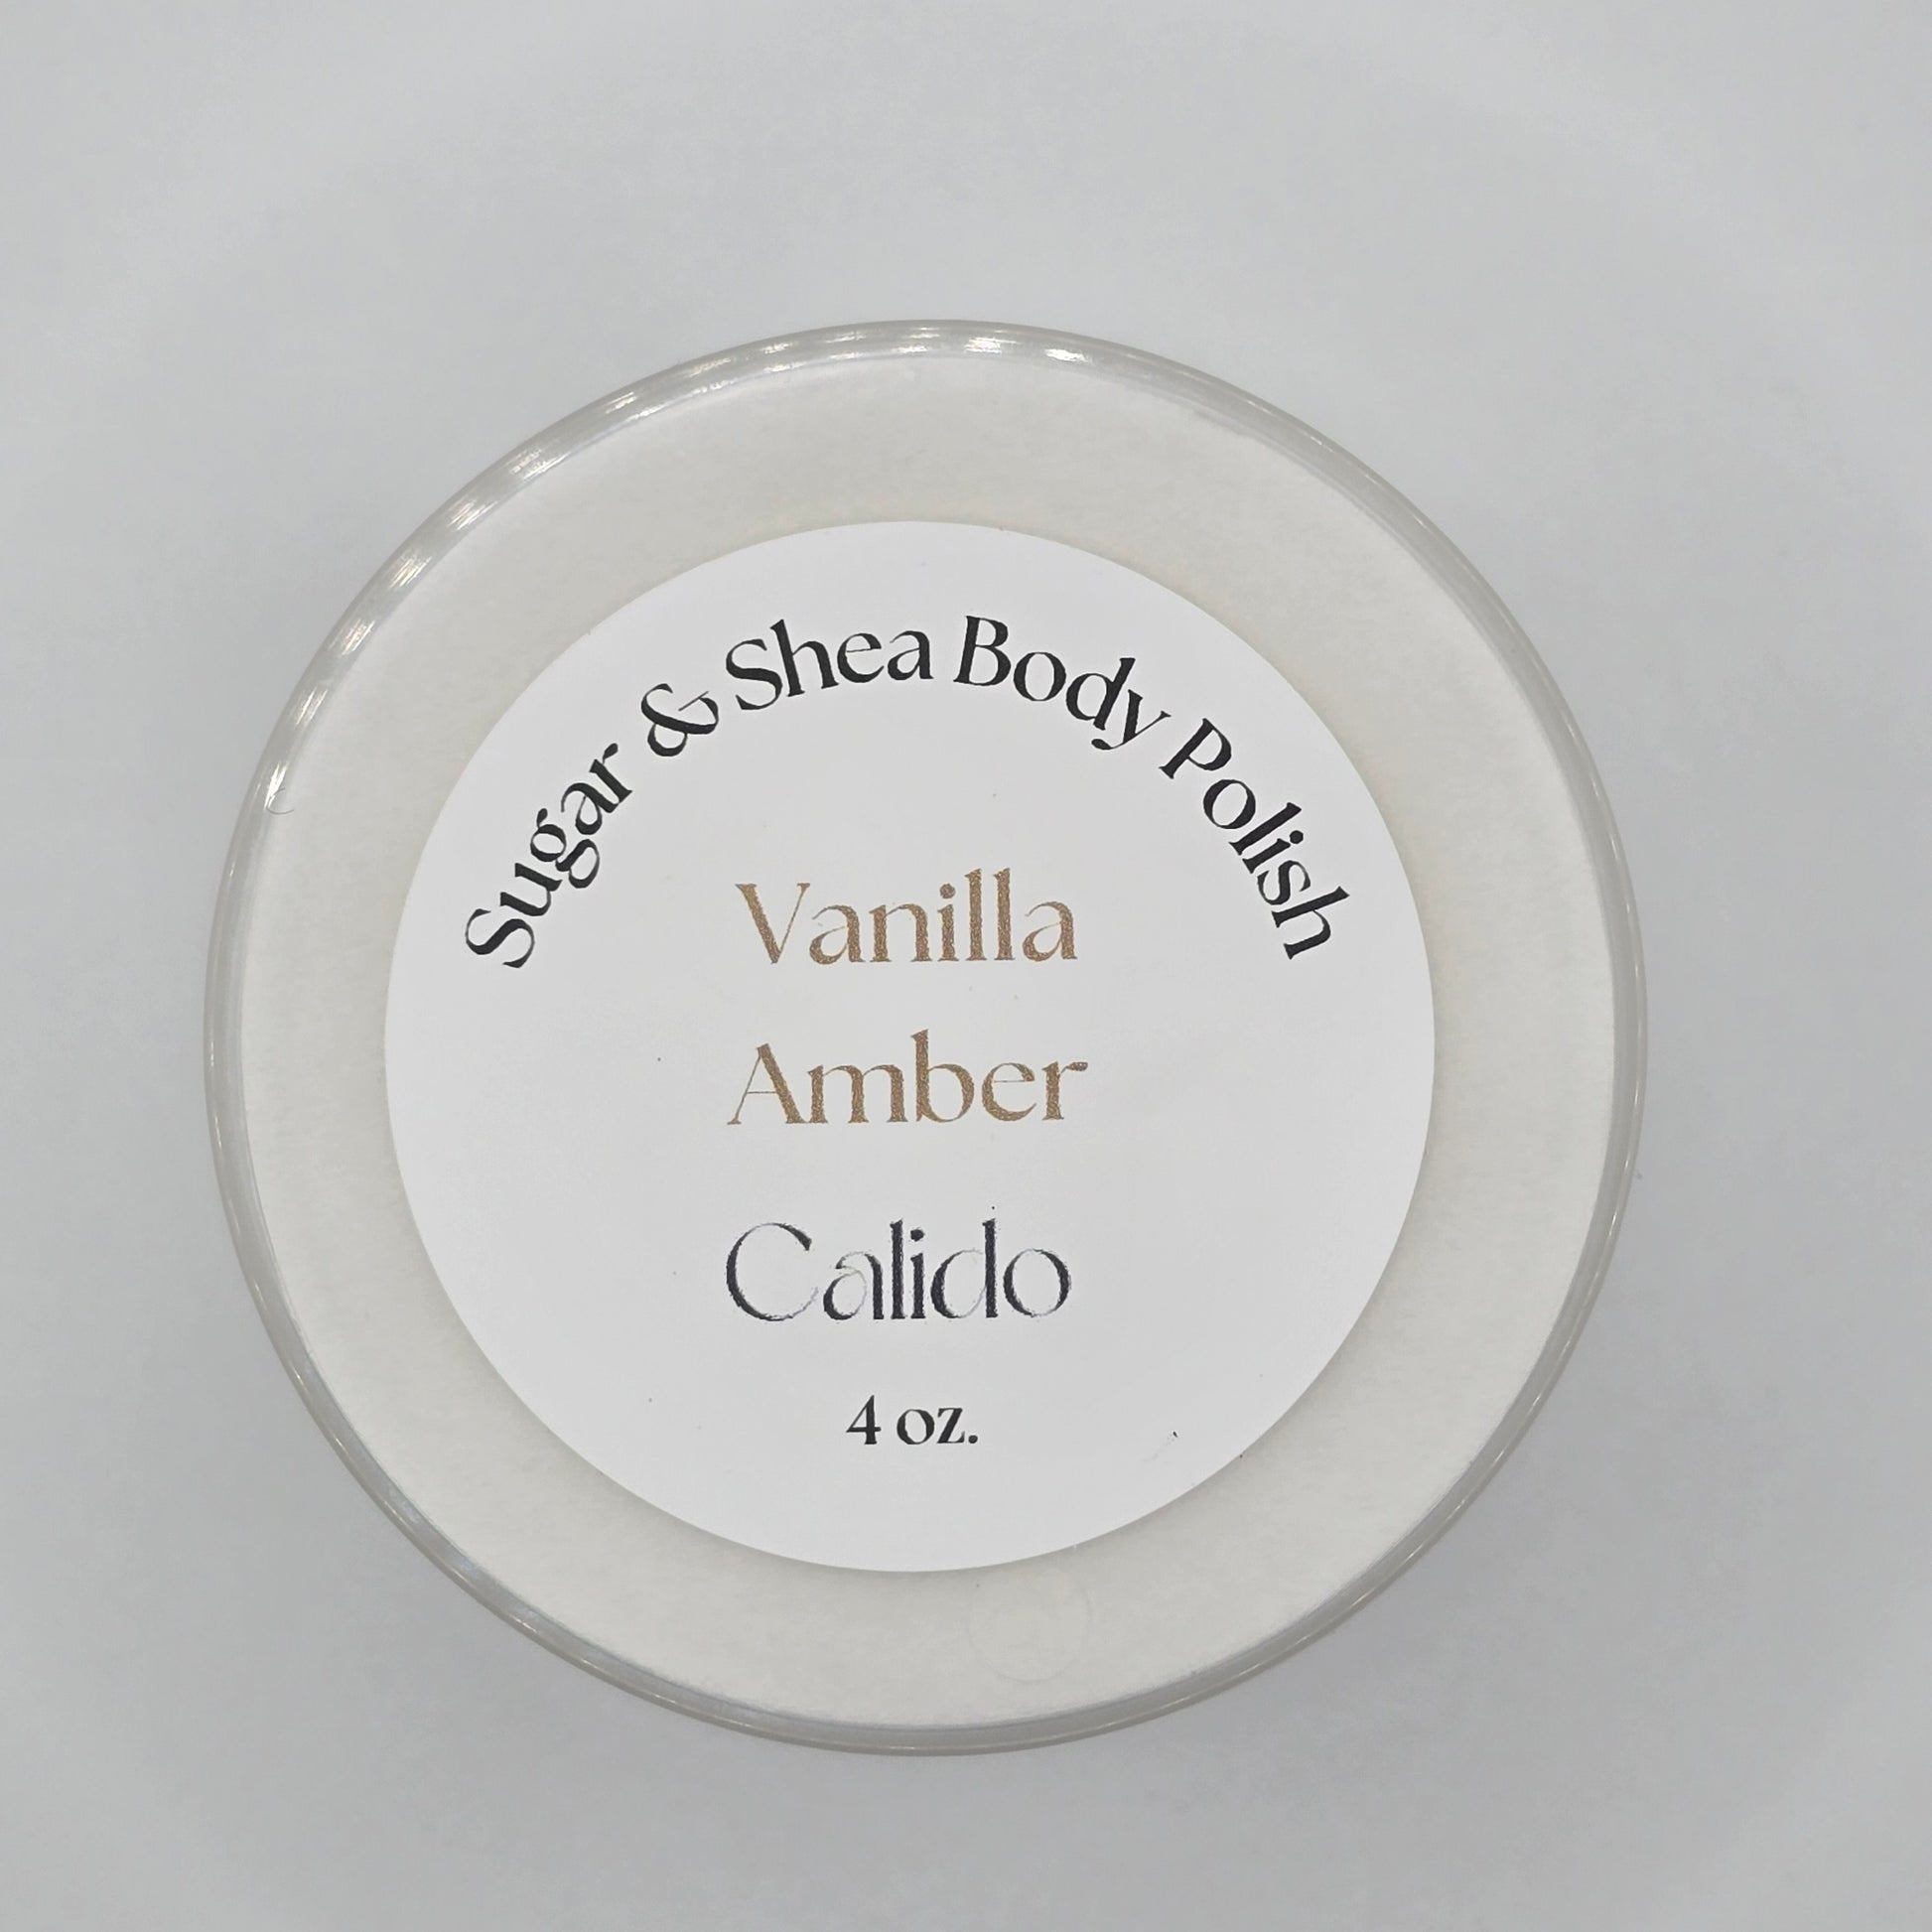 Sugar & Shea Body Polish
Vanilla
Amber
Calido
4 oz.